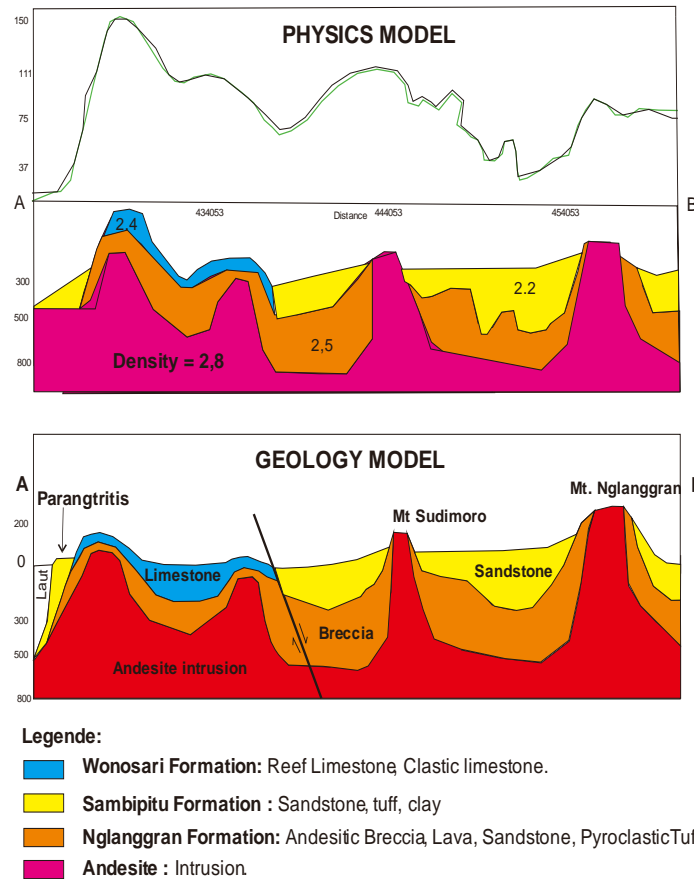 150
PHYSICS MODEL
111
75
37
A
B
434053
Distance
444053
454053
2.4
300
2.2
500
2,5
Density = 2,8
800
GEOLOGY MODEL
A
Parangtritis
Mt. Nglanggran
200
Mt Sudimoro
0
Laut
Limestone
Sandstone
300
Breccia
500
Andesite intrusion
800
Legende:
Wonosari Formation: Reef Limestone, Clastic limestone.
Sambipitu Formation : Sandstone, tuff, clay
Nglanggran Formation: Andesitic Breccia, Lava, Sandstone, Pyroclastic Tuf
Andesite : Intrusion.